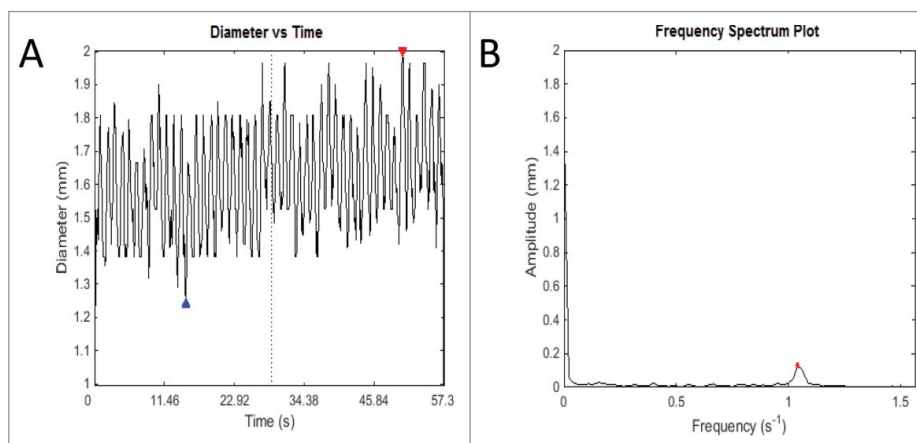 A
Diameter vs Time
2
1.9
1.8
1.7
1.6
1.5
1.4
1.3
1.2
1.1
1
Diameter (mm)
0 11.46 22.92 34.38 45.84 57.3
Time (s)
B
Frequency Spectrum Plot
2
1.8
1.6
1.4
1.2
1
0.8
0.6
0.4
0.2
0
Amplitude (mm)
0 0.5 1 1.5
Frequency (s⁻¹)